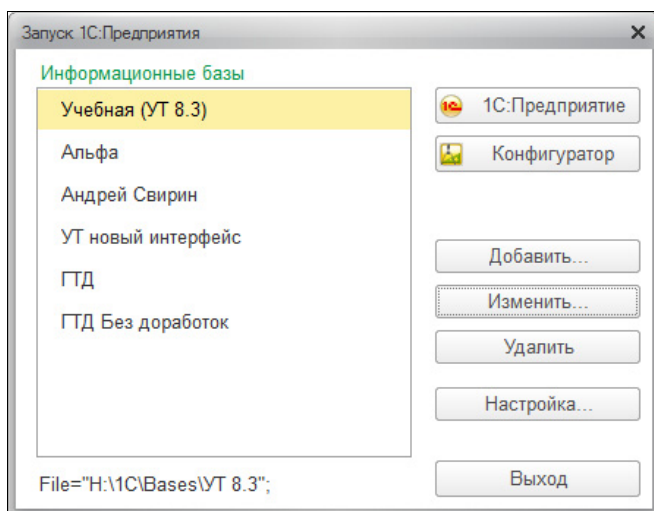 Запуск 1С:Предприятия
Информационные базы
Учебная (УТ 8.3)
Альфа
Андрей Свирин
УТ новый интерфейс
ГТД
ГТД Без доработок
File="H:\1C\Bases\УТ 8.3";
1С:Предприятие
Конфигуратор
Добавить...
Изменить...
Удалить
Настройка...
Выход